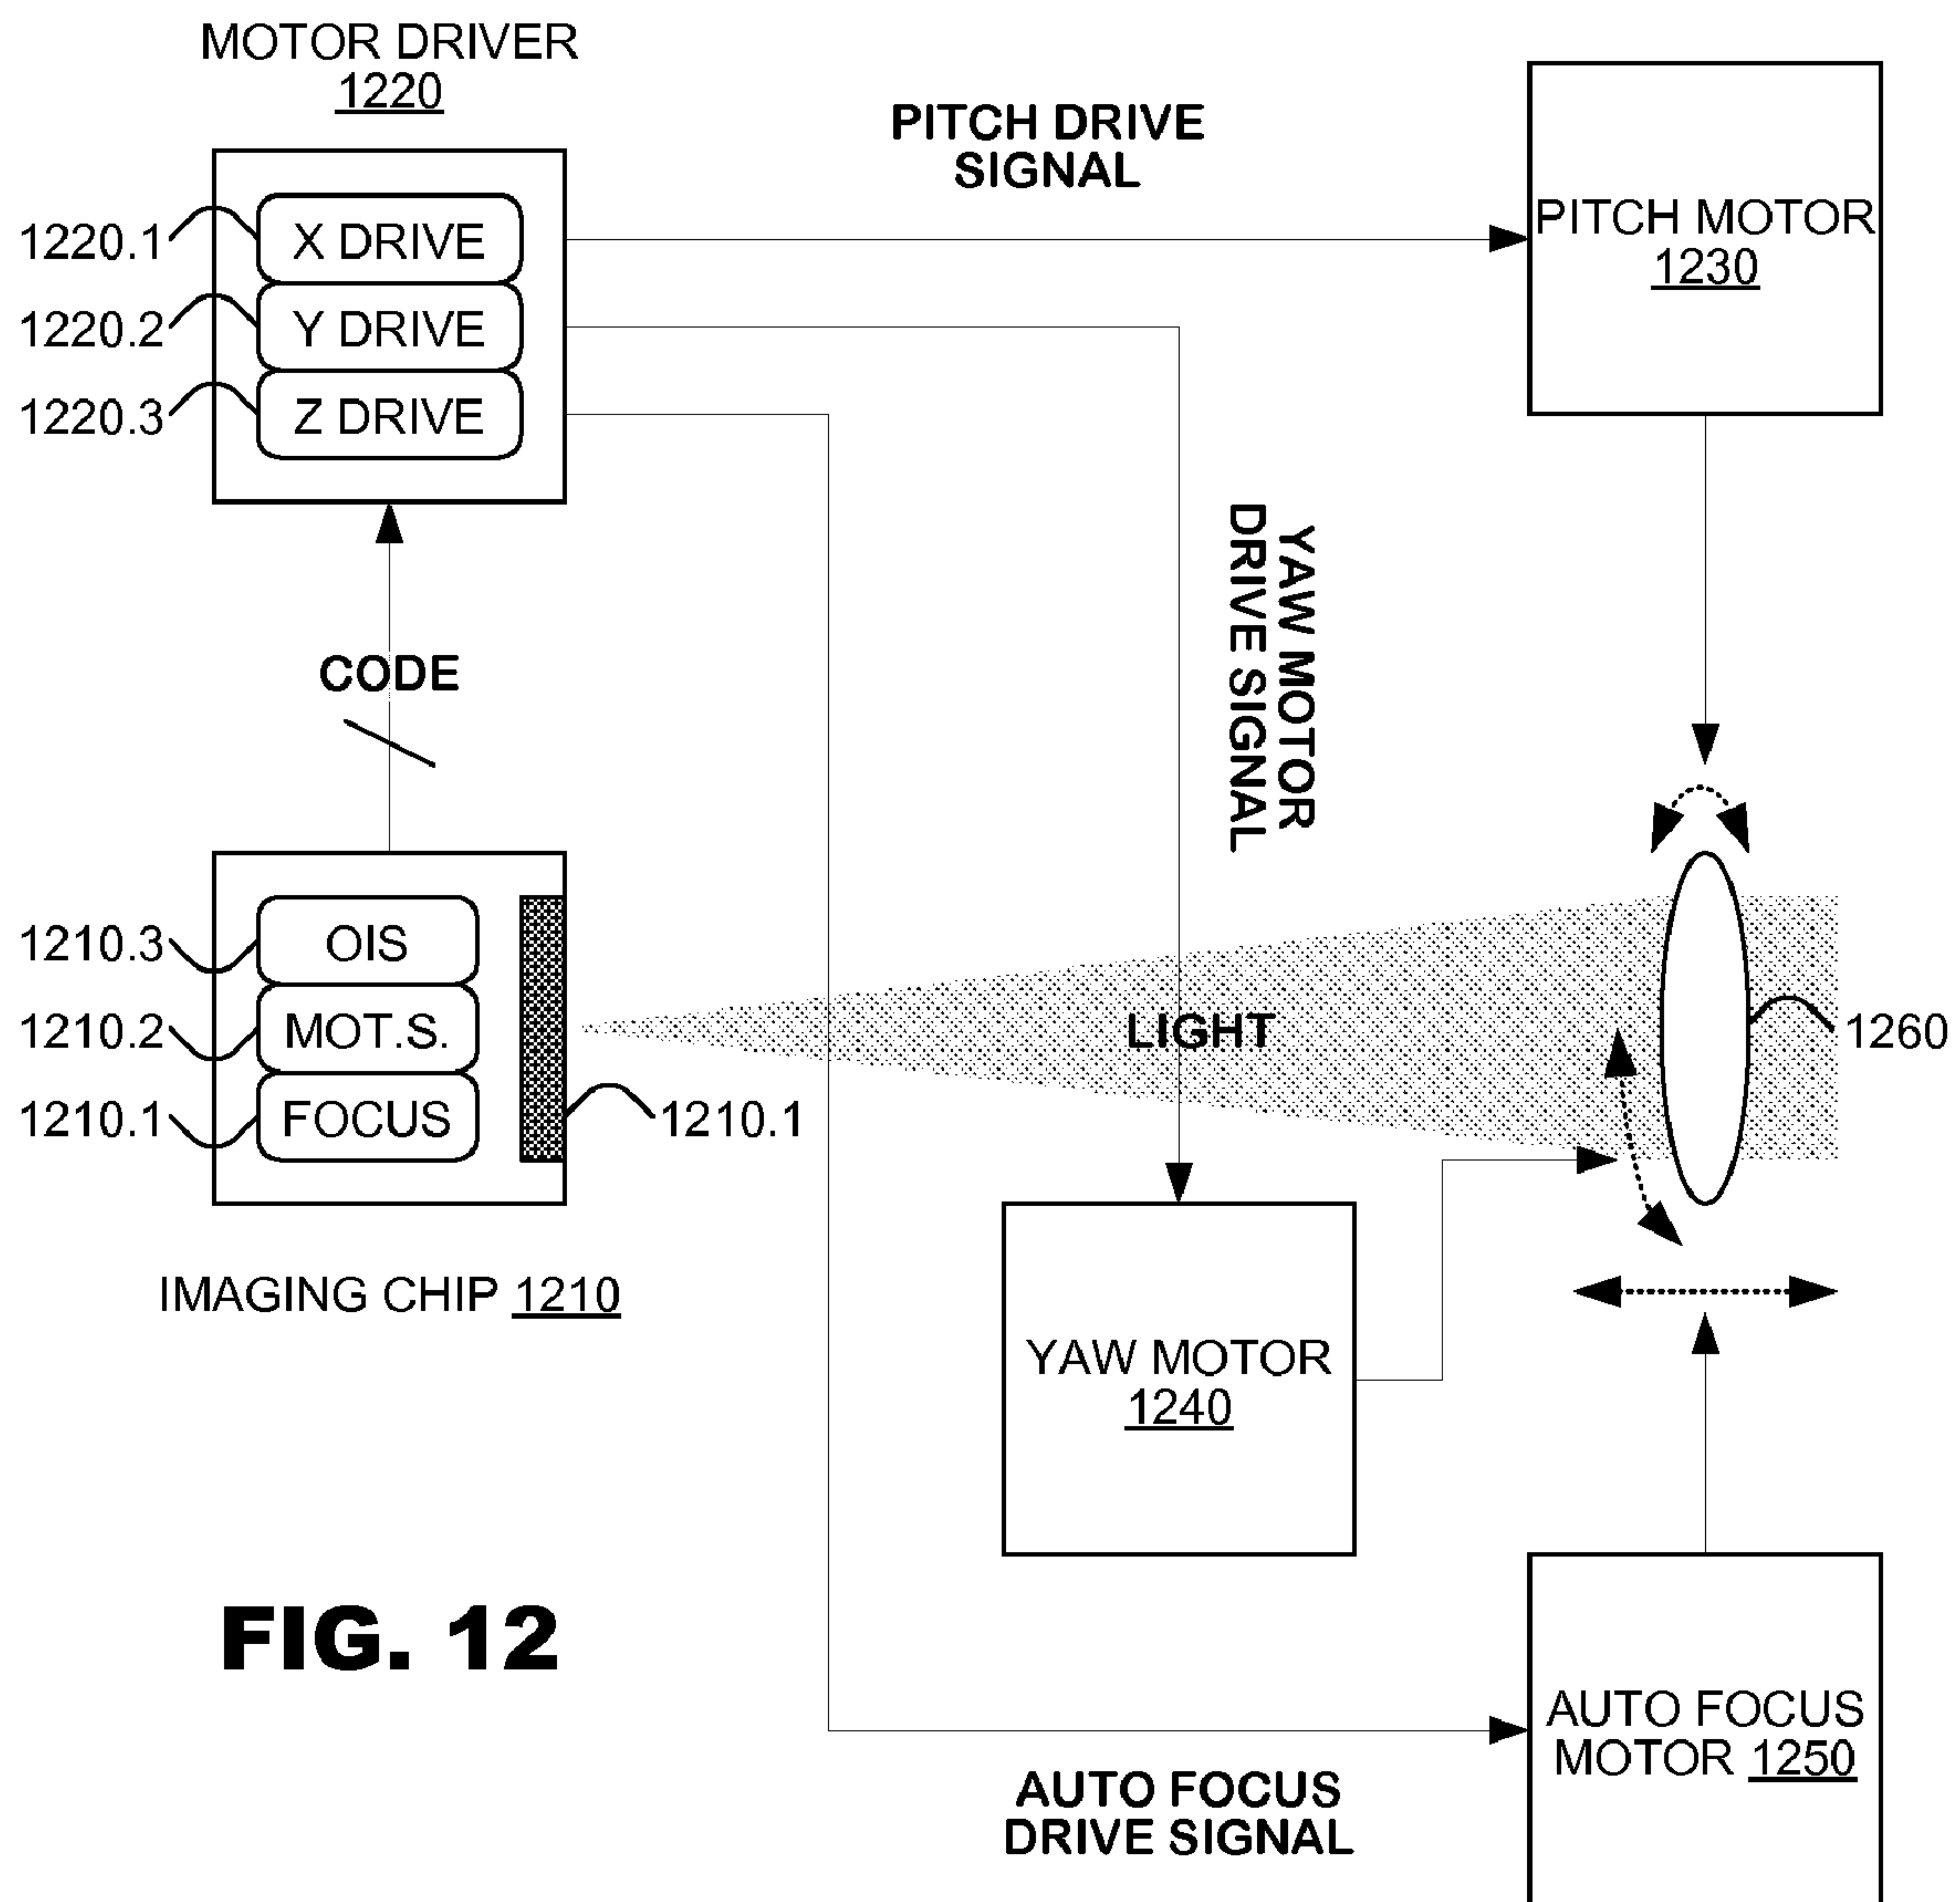 MOTOR DRIVER
1220
PITCH DRIVE
SIGNAL
PITCH MOTOR
1230
1220.1
X DRIVE
1220.2
Y DRIVE
1220.3
Z DRIVE
YAW MOTOR
DRIVE SIGNAL
CODE
1210.3
OIS
1210.2
MOT.S.
1210.1
FOCUS
1210.1
LIGHT
1260
IMAGING CHIP 1210
YAW MOTOR
1240
AUTO FOCUS
MOTOR 1250
AUTO FOCUS
DRIVE SIGNAL
FIG. 12